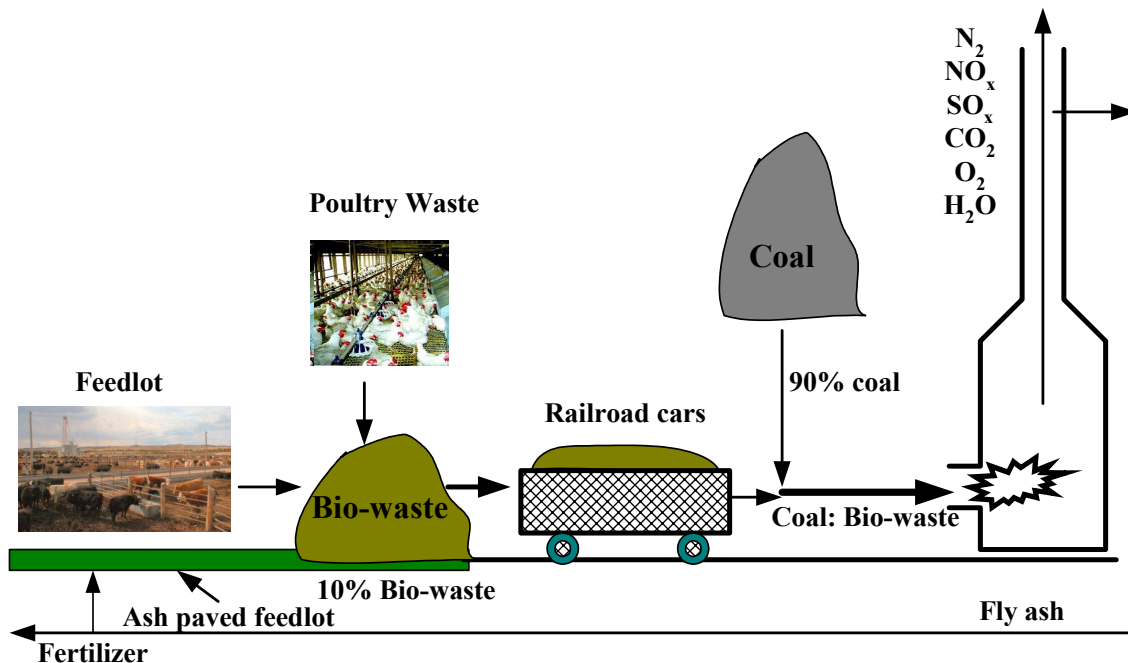 N₂
NOₓ
SOₓ
CO₂
O₂
H₂O
Poultry Waste
Coal
90% coal
Feedlot
Railroad cars
Bio-waste
Coal: Bio-waste
10% Bio-waste
Ash paved feedlot
Fly ash
Fertilizer